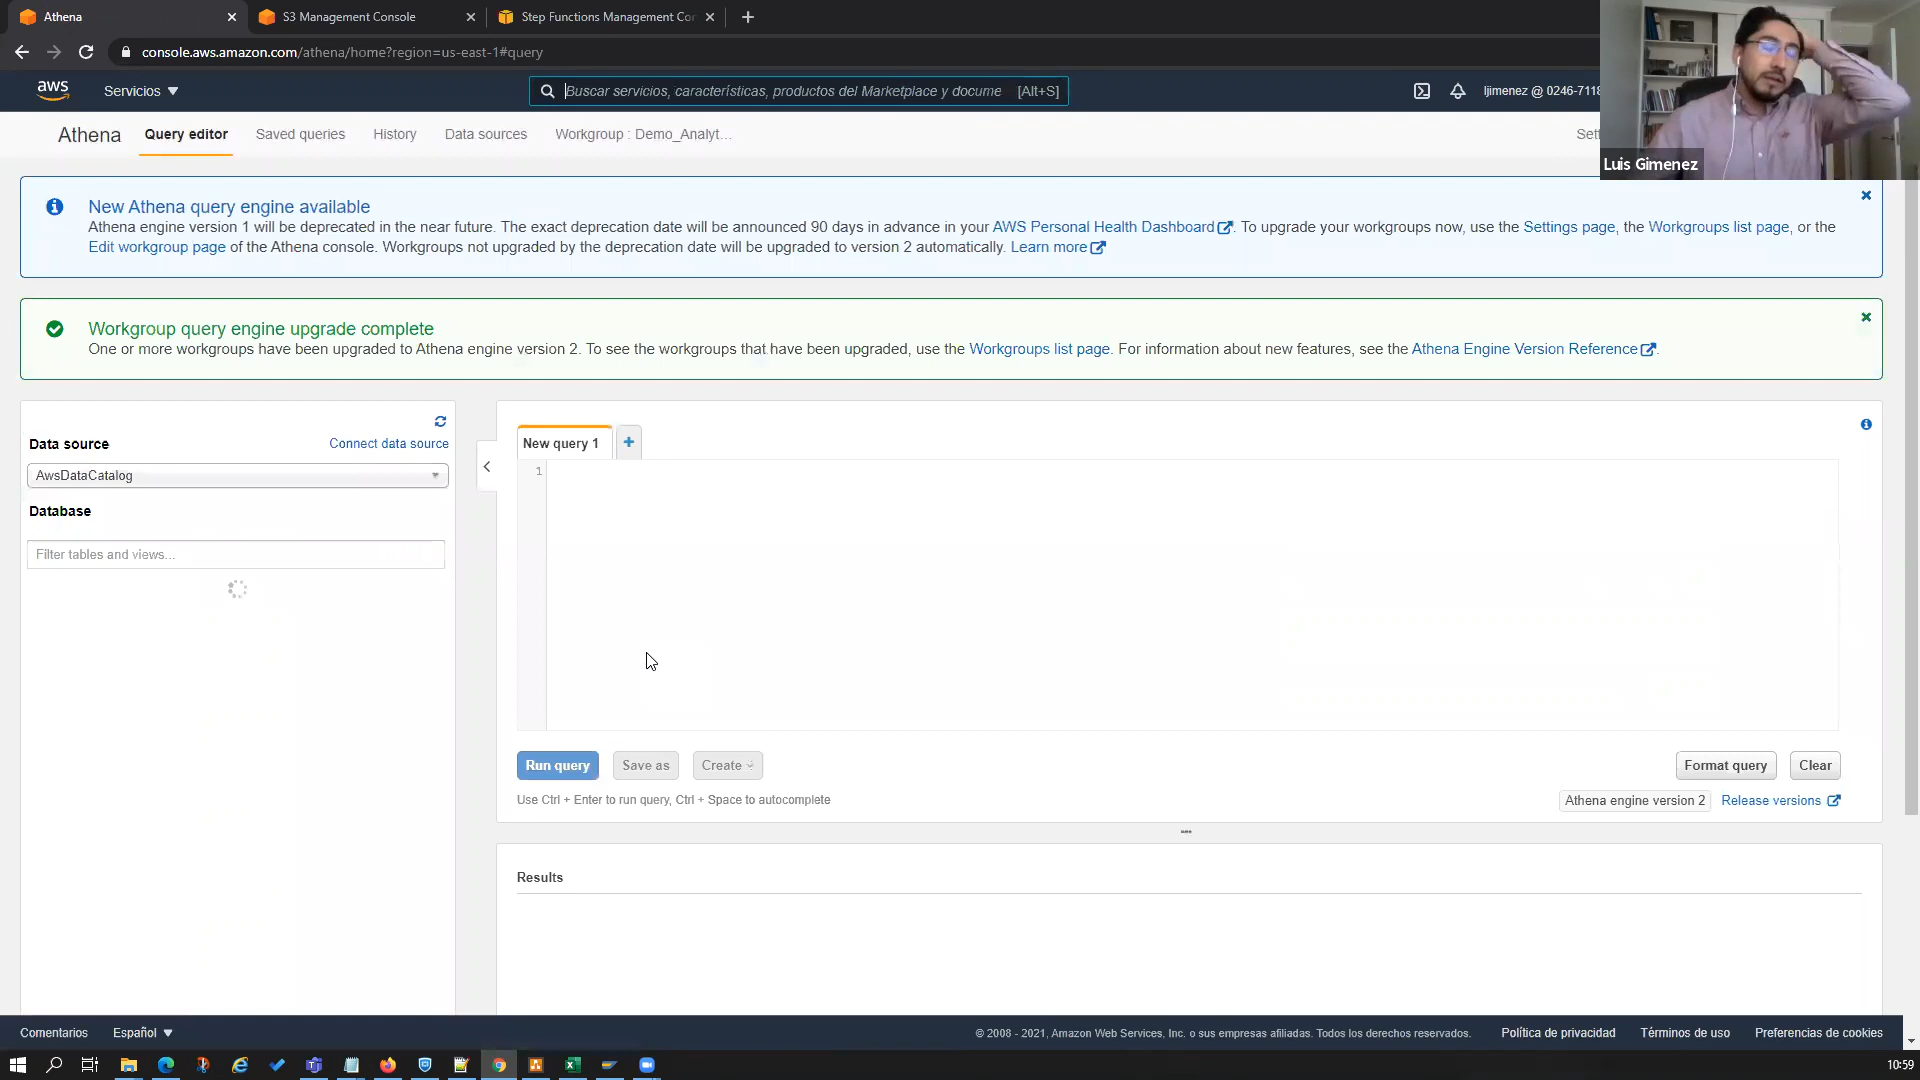 Athena
S3 Management Console
Step Functions Management Cor
console.aws.amazon.com/athena/home?region=us-east-1#query
aws
Servicios
Buscar servicios, características, productos del Marketplace y docume
[Alt+S]
ljimenez @ 0246-7118
Luis Gimenez
Athena
Query editor
Saved queries
History
Data sources
Workgroup : Demo_Analyt...
Sett
New Athena query engine available
Athena engine version 1 will be deprecated in the near future. The exact deprecation date will be announced 90 days in advance in your AWS Personal Health Dashboard . To upgrade your workgroups now, use the Settings page, the Workgroups list page, or the
Edit workgroup page of the Athena console. Workgroups not upgraded by the deprecation date will be upgraded to version 2 automatically. Learn more
Workgroup query engine upgrade complete
One or more workgroups have been upgraded to Athena engine version 2. To see the workgroups that have been upgraded, use the Workgroups list page. For information about new features, see the Athena Engine Version Reference .
Data source
Connect data source
AwsDataCatalog
Database
Filter tables and views...
New query 1
1
Run query
Save as
Create
Format query
Clear
Use Ctrl + Enter to run query, Ctrl + Space to autocomplete
Athena engine version 2
Release versions
Results
Comentarios
Español
© 2008 - 2021, Amazon Web Services, Inc. o sus empresas afiliadas. Todos los derechos reservados.
Política de privacidad
Términos de uso
Preferencias de cookies
10:59